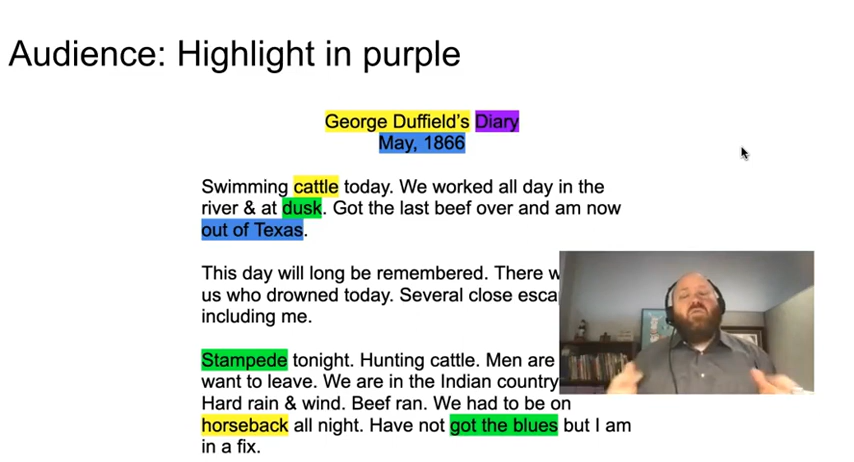 Audience: Highlight in purple
George Duffield's Diary
May, 1866
Swimming cattle today. We worked all day in the
river & at dusk. Got the last beef over and am now
out of Texas.
This day will long be remembered. There
us who drowned today. Several close
including me.
Stampede tonight. Hunting cattle. Men are
want to leave. We are in the Indian country
Hard rain & wind. Beef ran. We had to be on
horseback all night. Have not got the blues but I am
in a fix.